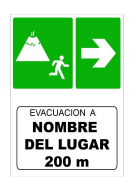 EVACUACION A
NOMBRE
DEL LUGAR
200 m